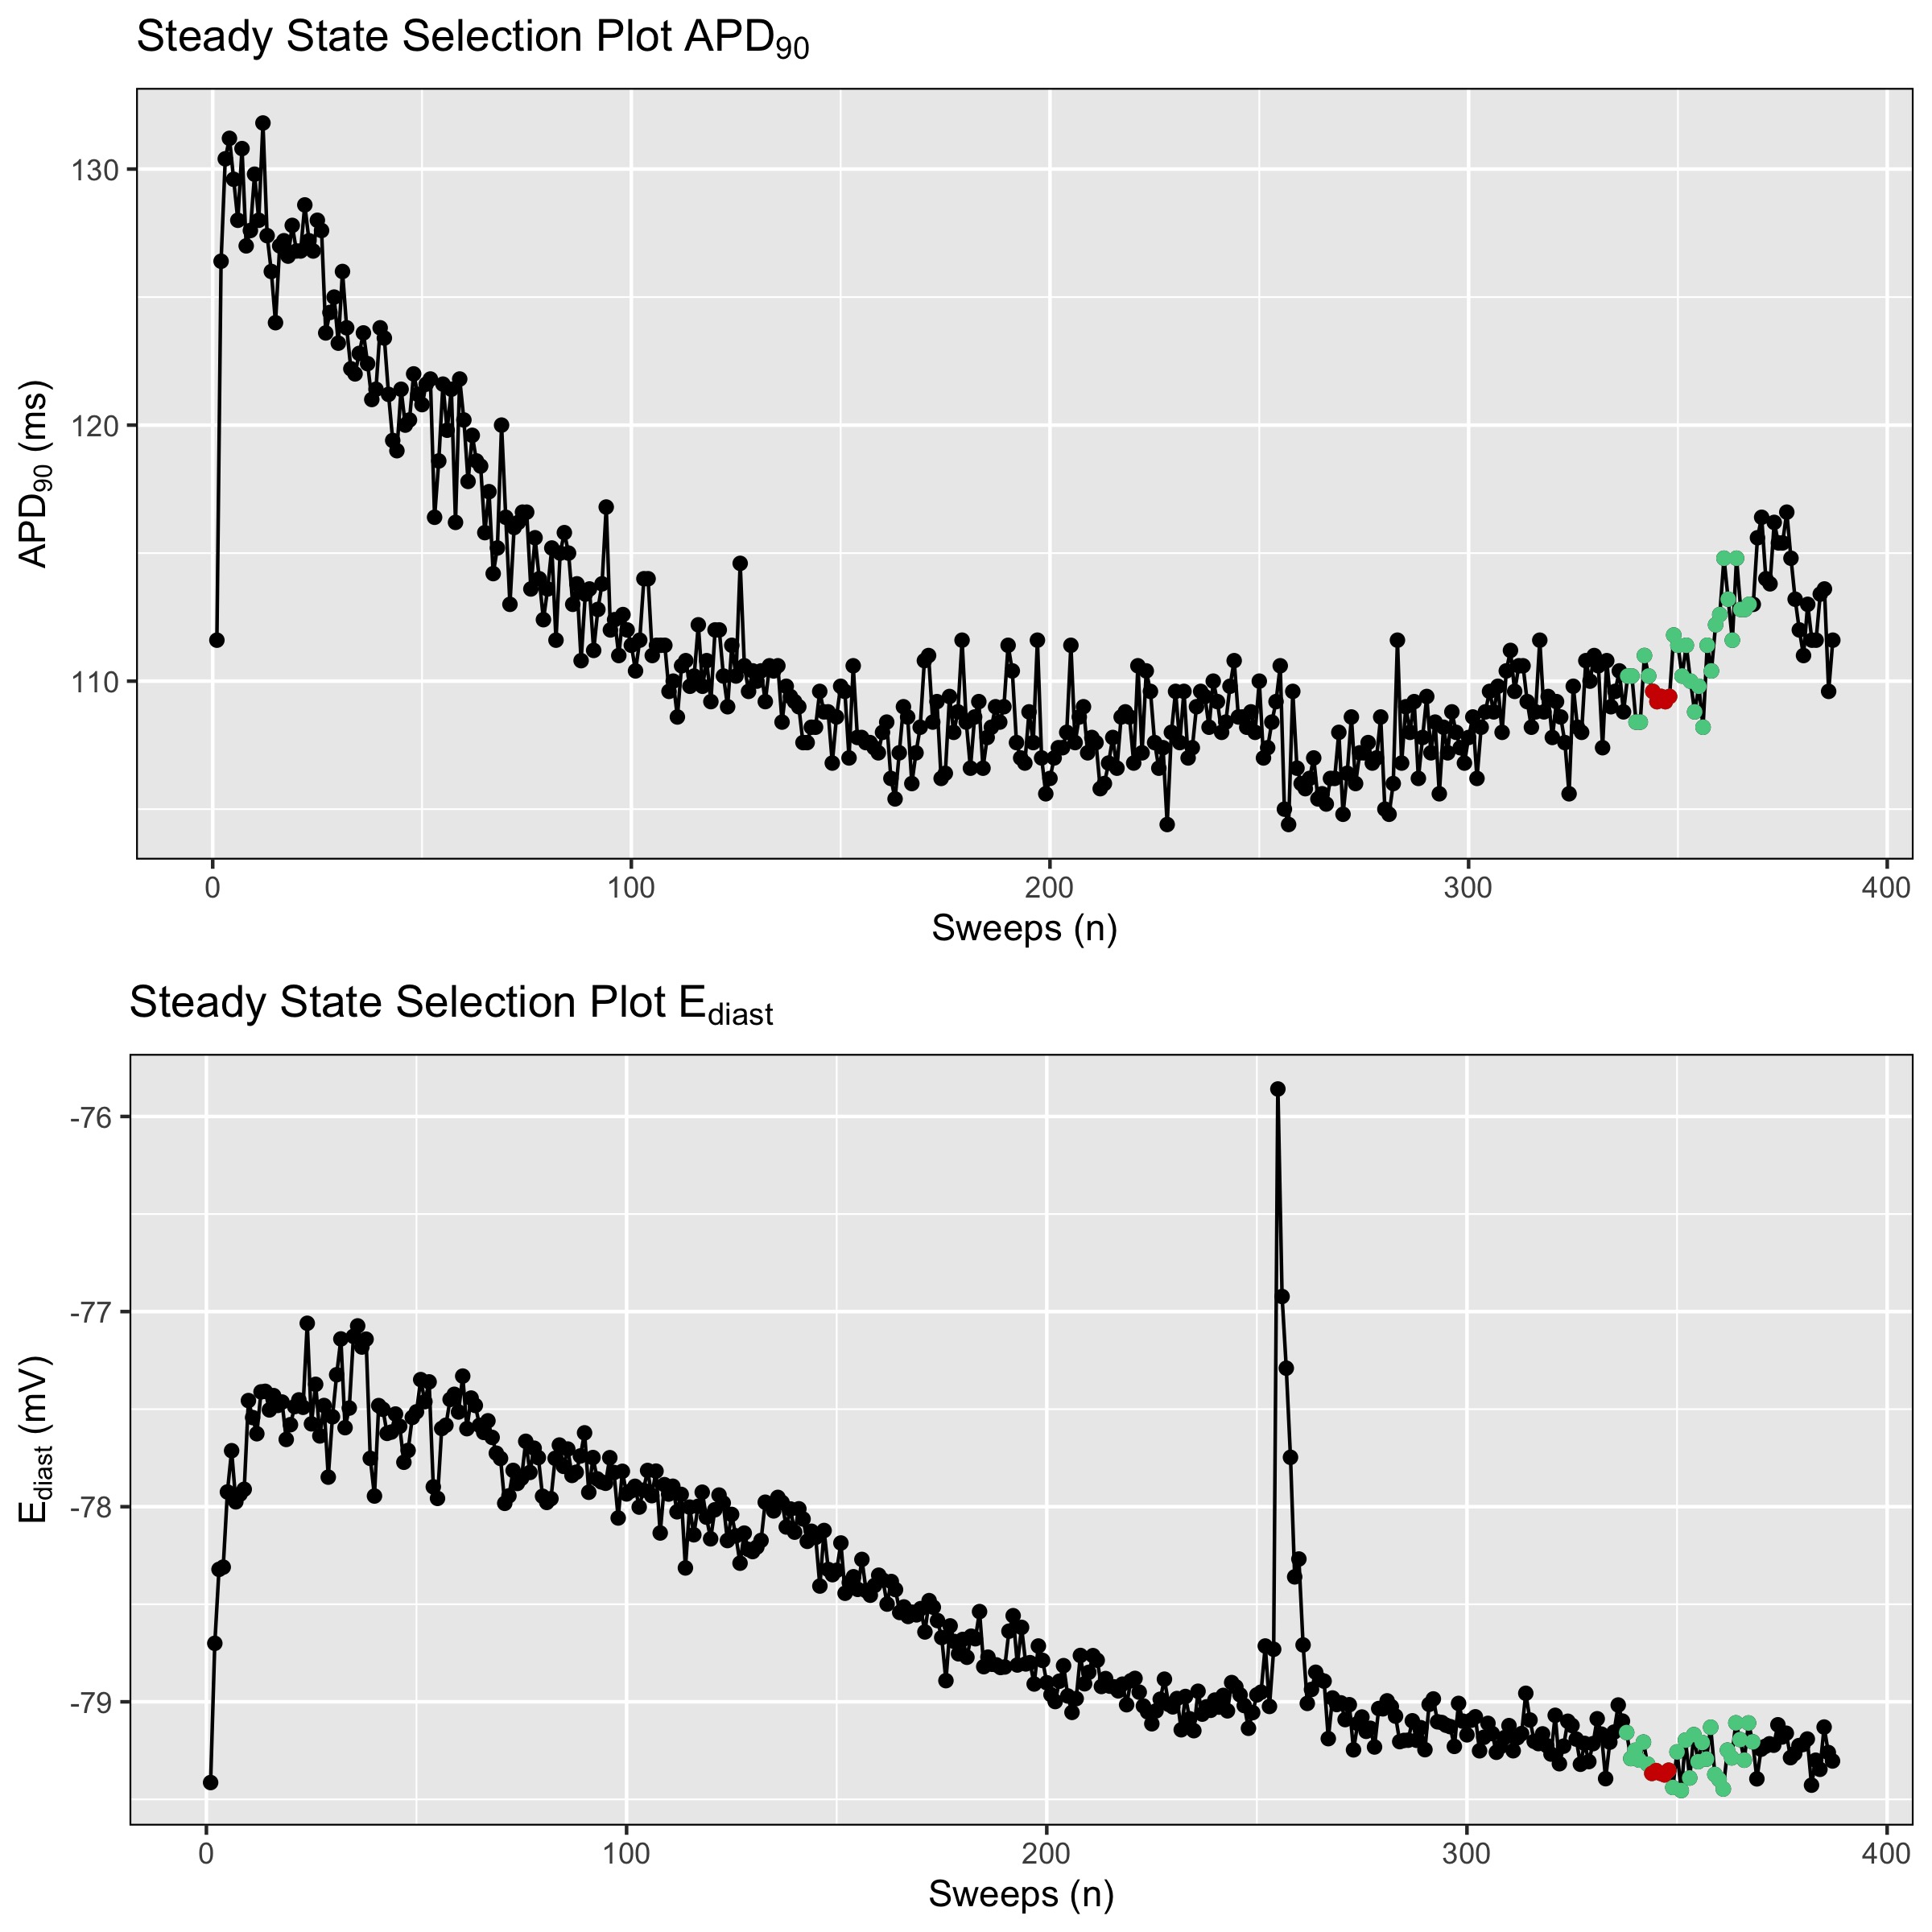 Steady State Selection Plot APD90
130
120
110
APD90 (ms)
0 100 200 300 400
Sweeps (n)
Steady State Selection Plot Ediast
-76
-77
-78
-79
Ediast (mV)
0 100 200 300 400
Sweeps (n)